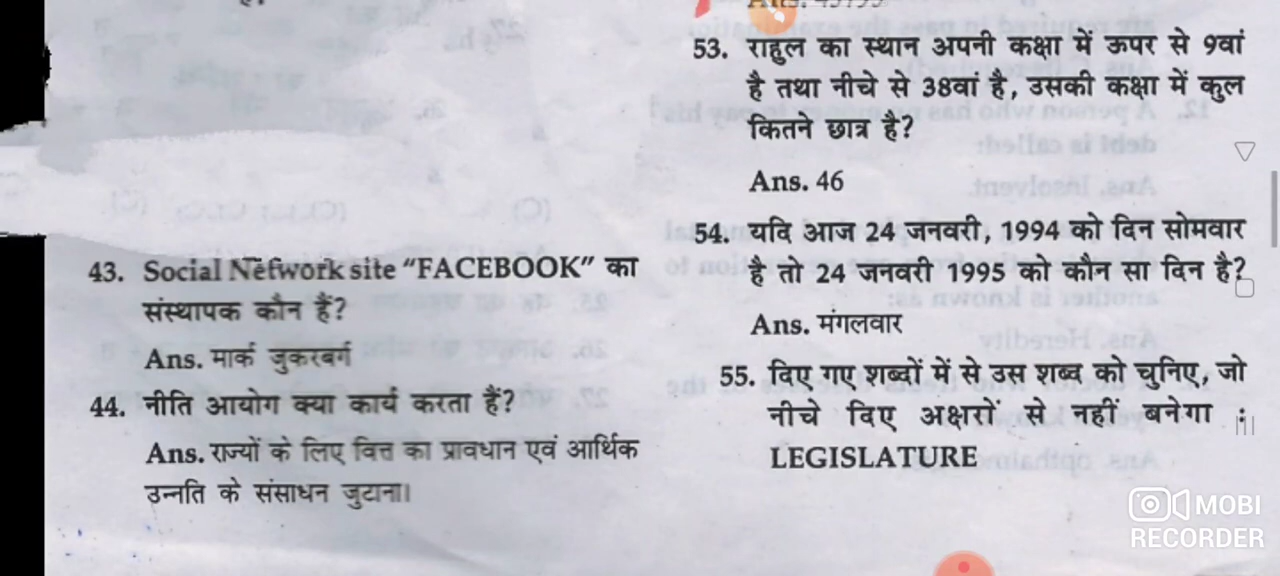 43. Social Network site “FACEBOOK” का
संस्थापक कौन हैं?
Ans. मार्क जुकरबर्ग
44. नीति आयोग क्या कार्य करता हैं?
Ans. राज्यों के लिए वित्त का प्रावधान एवं आर्थिक
उन्नति के संसाधन जुटाना।
53. राहुल का स्थान अपनी कक्षा में ऊपर से 9वां
है तथा नीचे से 38वां है, उसकी कक्षा में कुल
कितने छात्र है?
Ans. 46
54. यदि आज 24 जनवरी, 1994 को दिन सोमवार
है तो 24 जनवरी 1995 को कौन सा दिन है?
Ans. मंगलवार
55. दिए गए शब्दों में से उस शब्द को चुनिए, जो
नीचे दिए अक्षरों से नहीं बनेगा :
LEGISLATURE
MOBI
RECORDER